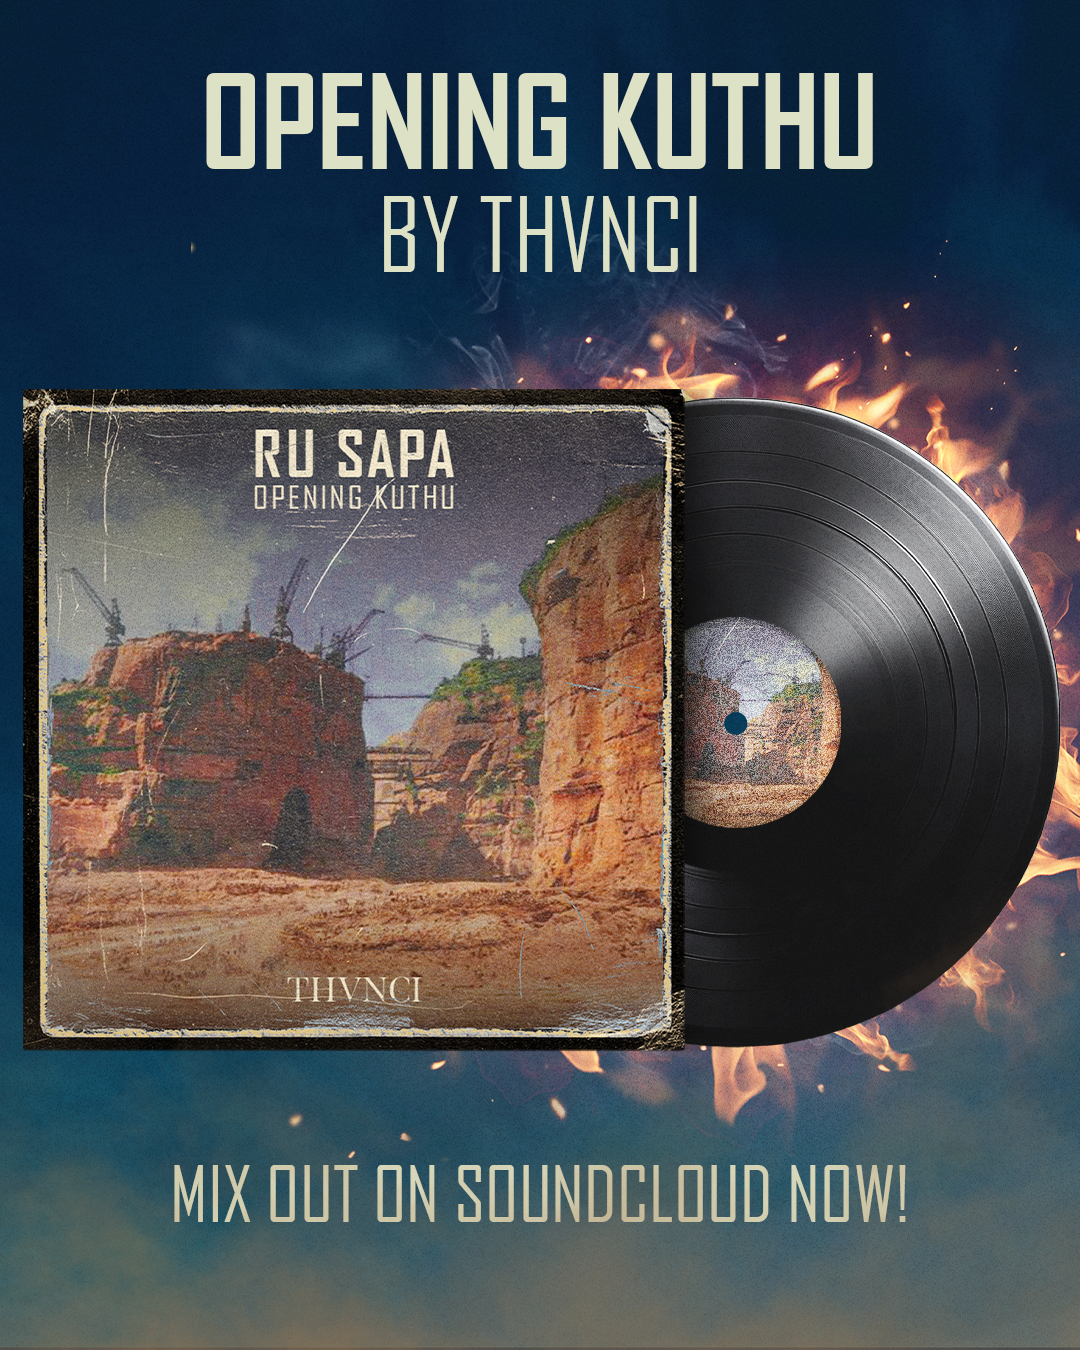 OPENING KUTHU
BY THVNCI
RU SAPA
OPENING KUTHU
THVNCI
MIX OUT ON SOUNDCLOUD NOW!